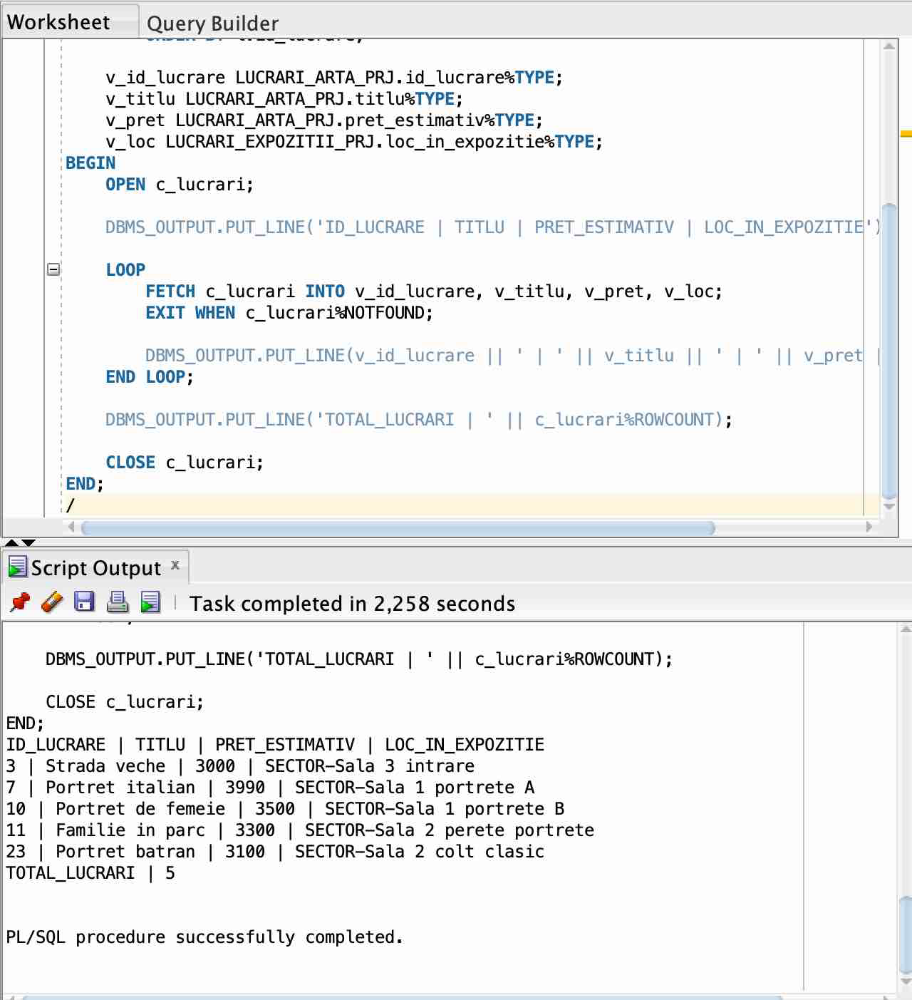 Worksheet Query Builder
v_id_lucrare LUCRARI_ARTA_PRJ.id_lucrare%TYPE;
v_titlu LUCRARI_ARTA_PRJ.titlu%TYPE;
v_pret LUCRARI_ARTA_PRJ.pret_estimativ%TYPE;
v_loc LUCRARI_EXPOZITII_PRJ.loc_in_expozitie%TYPE;
BEGIN
OPEN c_lucrari;
DBMS_OUTPUT.PUT_LINE('ID_LUCRARE | TITLU | PRET_ESTIMATIV | LOC_IN_EXPOZITIE')
LOOP
FETCH c_lucrari INTO v_id_lucrare, v_titlu, v_pret, v_loc;
EXIT WHEN c_lucrari%NOTFOUND;
DBMS_OUTPUT.PUT_LINE(v_id_lucrare || ' | ' || v_titlu || ' | ' || v_pret |
END LOOP;
DBMS_OUTPUT.PUT_LINE('TOTAL_LUCRARI | ' || c_lucrari%ROWCOUNT);
CLOSE c_lucrari;
END;
/
Script Output x
Task completed in 2,258 seconds
DBMS_OUTPUT.PUT_LINE('TOTAL_LUCRARI | ' || c_lucrari%ROWCOUNT);
CLOSE c_lucrari;
END;
ID_LUCRARE | TITLU | PRET_ESTIMATIV | LOC_IN_EXPOZITIE
3 | Strada veche | 3000 | SECTOR-Sala 3 intrare
7 | Portret italian | 3990 | SECTOR-Sala 1 portrete A
10 | Portret de femeie | 3500 | SECTOR-Sala 1 portrete B
11 | Familie in parc | 3300 | SECTOR-Sala 2 perete portrete
23 | Portret batran | 3100 | SECTOR-Sala 2 colt clasic
TOTAL_LUCRARI | 5
PL/SQL procedure successfully completed.